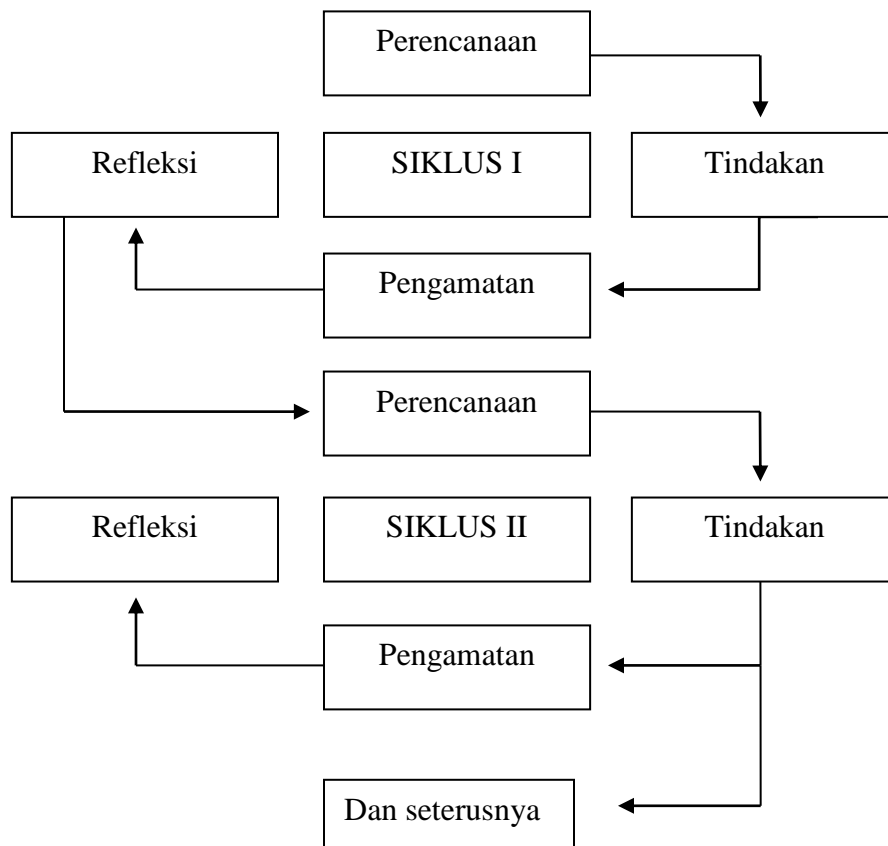 Perencanaan
Refleksi
SIKLUS I
Tindakan
Pengamatan
Perencanaan
Refleksi
SIKLUS II
Tindakan
Pengamatan
Dan seterusnya